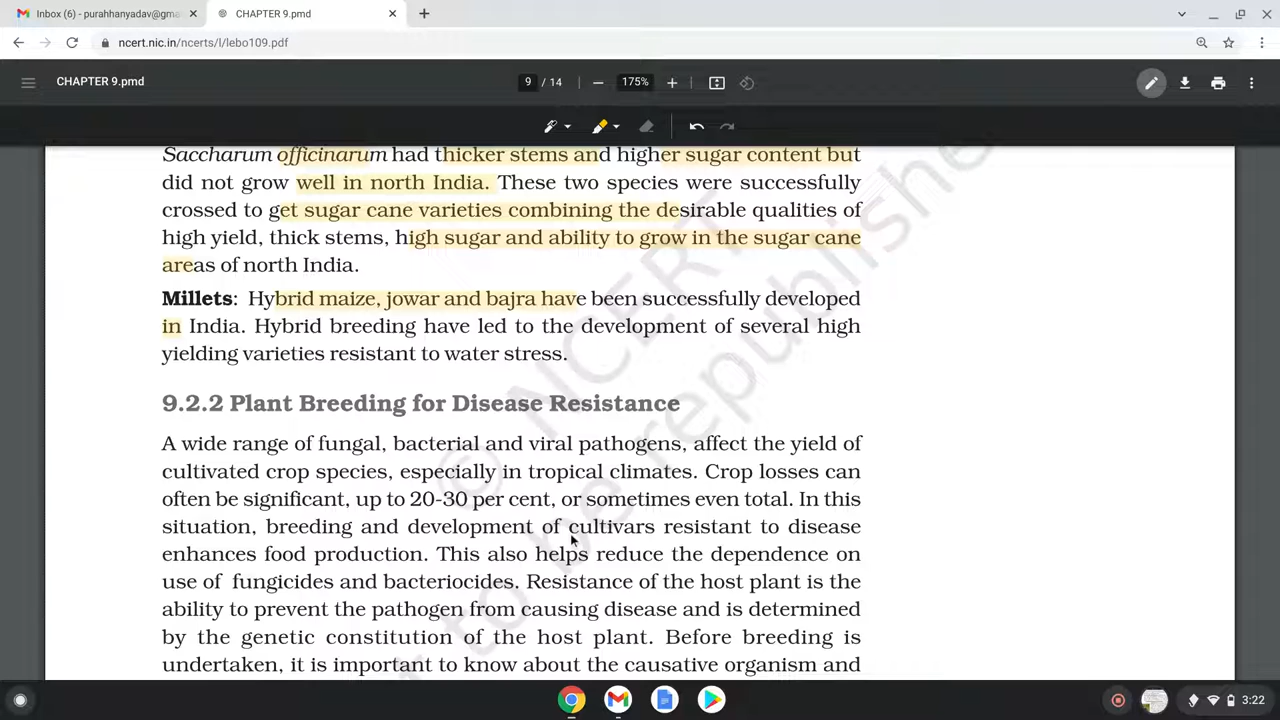 Inbox (6) - purahhanyadav@gma
CHAPTER 9.pmd
ncert.nic.in/ncerts/l/lebo109.pdf
CHAPTER 9.pmd
9 / 14
175%
Saccharum officinarum had thicker stems and higher sugar content but
did not grow well in north India. These two species were successfully
crossed to get sugar cane varieties combining the desirable qualities of
high yield, thick stems, high sugar and ability to grow in the sugar cane
areas of north India.
Millets: Hybrid maize, jowar and bajra have been successfully developed
in India. Hybrid breeding have led to the development of several high
yielding varieties resistant to water stress.
9.2.2 Plant Breeding for Disease Resistance
A wide range of fungal, bacterial and viral pathogens, affect the yield of
cultivated crop species, especially in tropical climates. Crop losses can
often be significant, up to 20-30 per cent, or sometimes even total. In this
situation, breeding and development of cultivars resistant to disease
enhances food production. This also helps reduce the dependence on
use of fungicides and bacteriocides. Resistance of the host plant is the
ability to prevent the pathogen from causing disease and is determined
by the genetic constitution of the host plant. Before breeding is
undertaken, it is important to know about the causative organism and
© NCERT
to be republishe
3:22